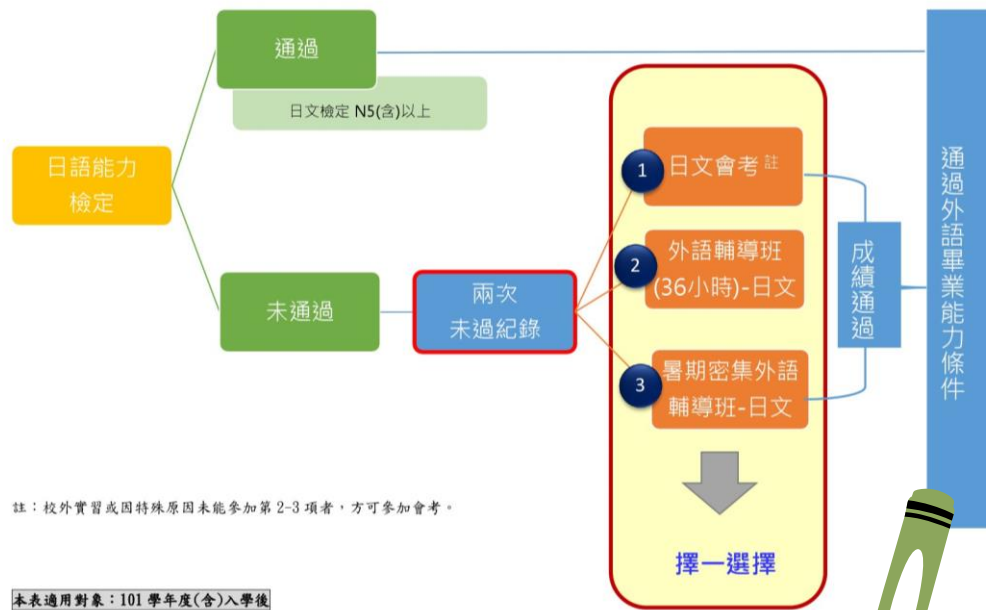 通過
日文檢定 N5(含)以上
日語能力
檢定
未通過
兩次
未過紀錄
1
日文會考 註
2
外語輔導班
(36小時)-日文
3
暑期密集外語
輔導班-日文
擇一選擇
成績通過
通過外語畢業能力條件
註：校外實習或因特殊原因未能參加第 2-3 項者，方可參加會考。
本表適用對象：101 學年度(含)入學後